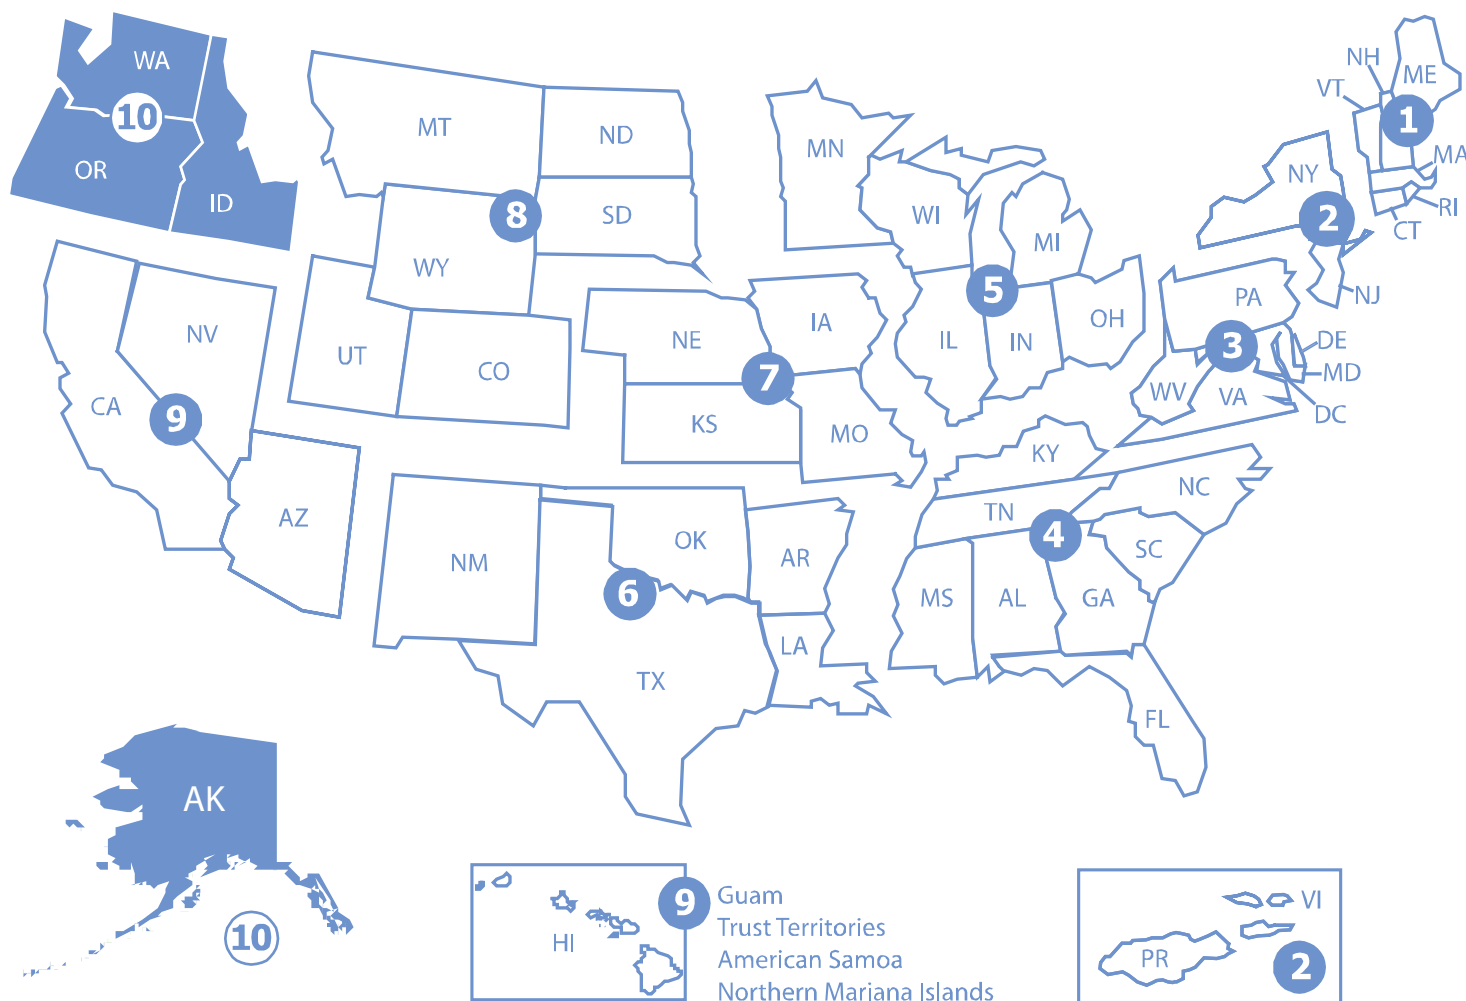 WA
10
OR
ID
MT
ND
8
SD
WY
MN
WI
MI
5
NH
ME
VT
1
MA
NY
2
RI
CT
NJ
PA
3
DE
MD
WV
VA
DC
NV
CA
9
UT
CO
AZ
NE
IA
7
KS
MO
IL
IN
OH
KY
NC
TN
4
SC
MS
AL
GA
FL
NM
OK
6
AR
LA
TX
AK
10
HI
9
Guam
Trust Territories
American Samoa
Northern Mariana Islands
VI
PR
2